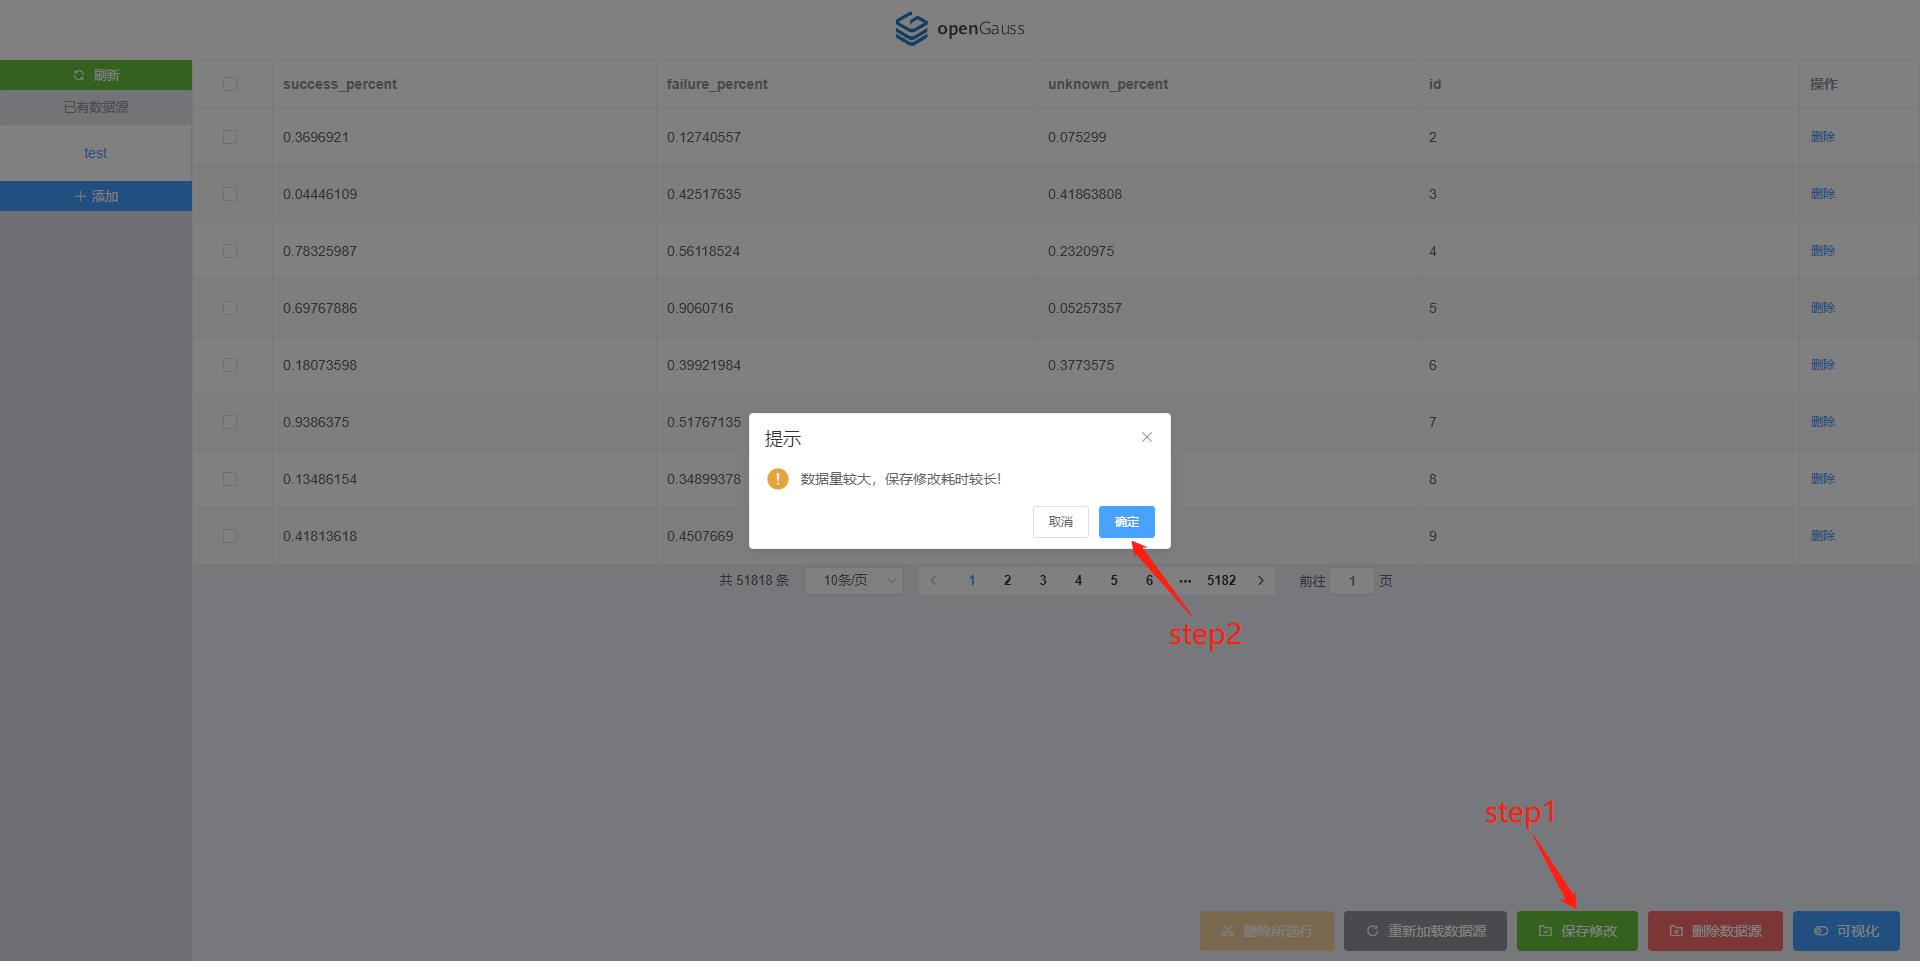 openGauss
刷新
已有数据源
test
添加
success_percent failure_percent unknown_percent id 操作
0.3696921 0.12740557 0.075299 2 删除
0.04446109 0.42517635 0.41863808 3 删除
0.78325987 0.56118524 0.2320975 4 删除
0.69767886 0.9060716 0.05257357 5 删除
0.18073598 0.39921984 0.3773575 6 删除
0.9386375 0.51767135 7 删除
0.13486154 0.34899378 8 删除
0.41813618 0.4507669 9 删除
提示
数据量较大，保存修改耗时较长!
取消 确定
共 51818 条 10条/页 1 2 3 4 5 6 ••• 5182 前往 1 页
step2
step1
删除所选行 重新加载数据源 保存修改 删除数据源 可视化